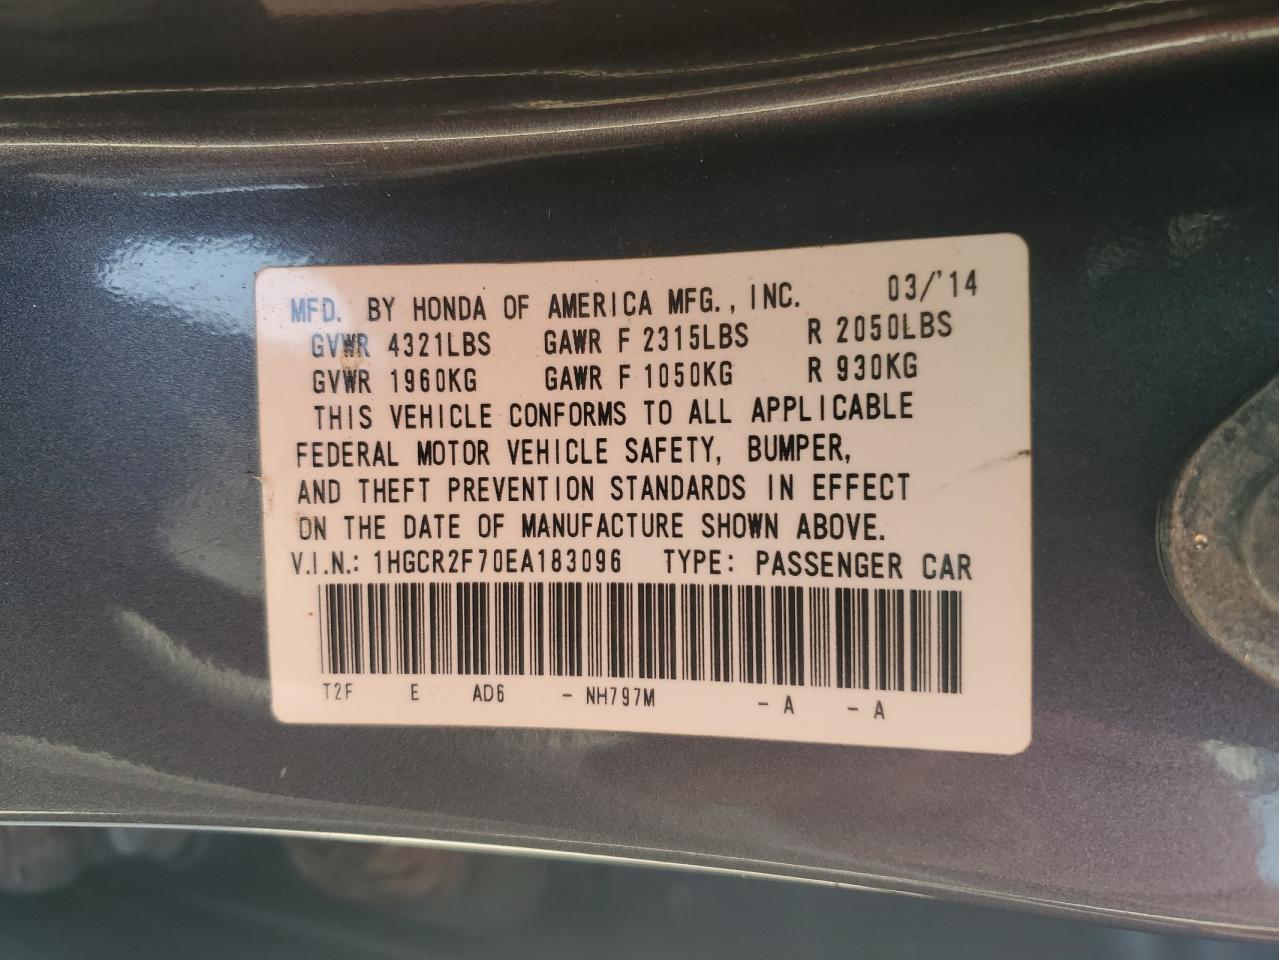 MFD. BY HONDA OF AMERICA MFG., INC. 03/'14
GVWR 4321LBS GAWR F 2315LBS R 2050LBS
GVWR 1960KG GAWR F 1050KG R 930KG
THIS VEHICLE CONFORMS TO ALL APPLICABLE
FEDERAL MOTOR VEHICLE SAFETY, BUMPER,
AND THEFT PREVENTION STANDARDS IN EFFECT
ON THE DATE OF MANUFACTURE SHOWN ABOVE.
V.I.N.: 1HGCR2F70EA183096 TYPE: PASSENGER CAR
T2F E AD6 - NH797M - A - A